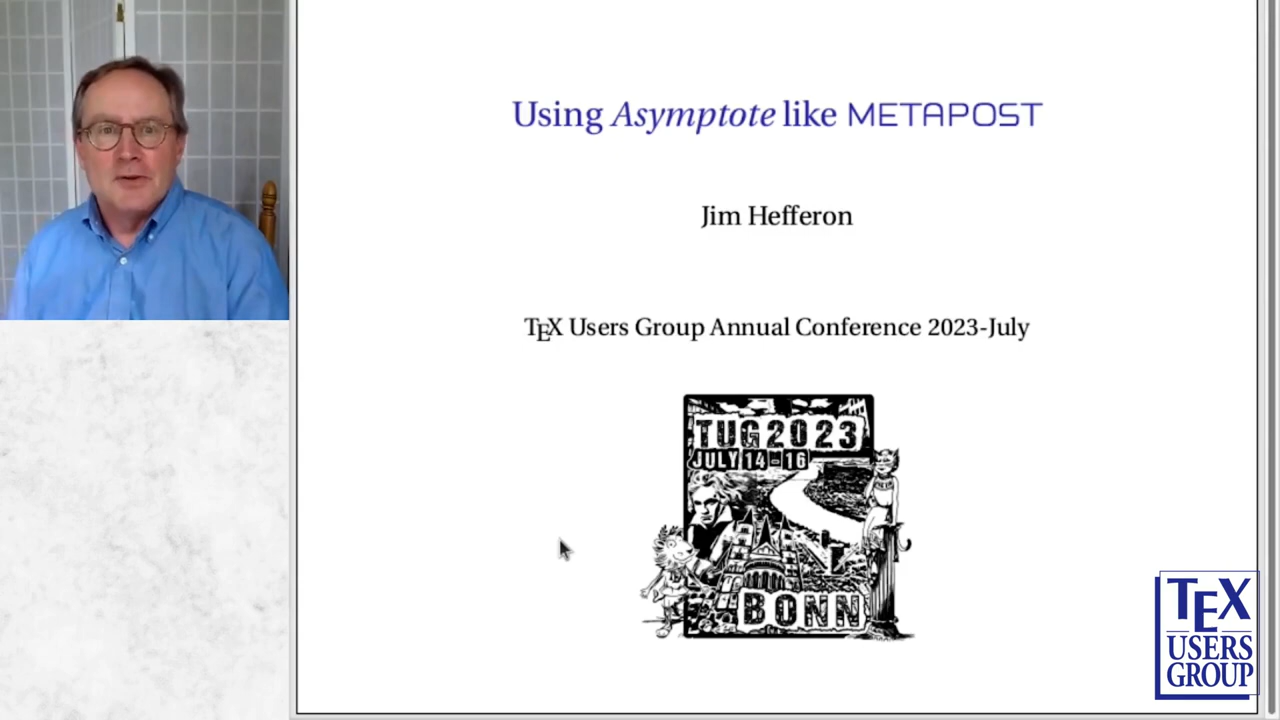 Using Asymptote like METAPOST
Jim Hefferon
TEX Users Group Annual Conference 2023-July
TUG2023
JULY 14-16
BONN
TEX
USERS
GROUP